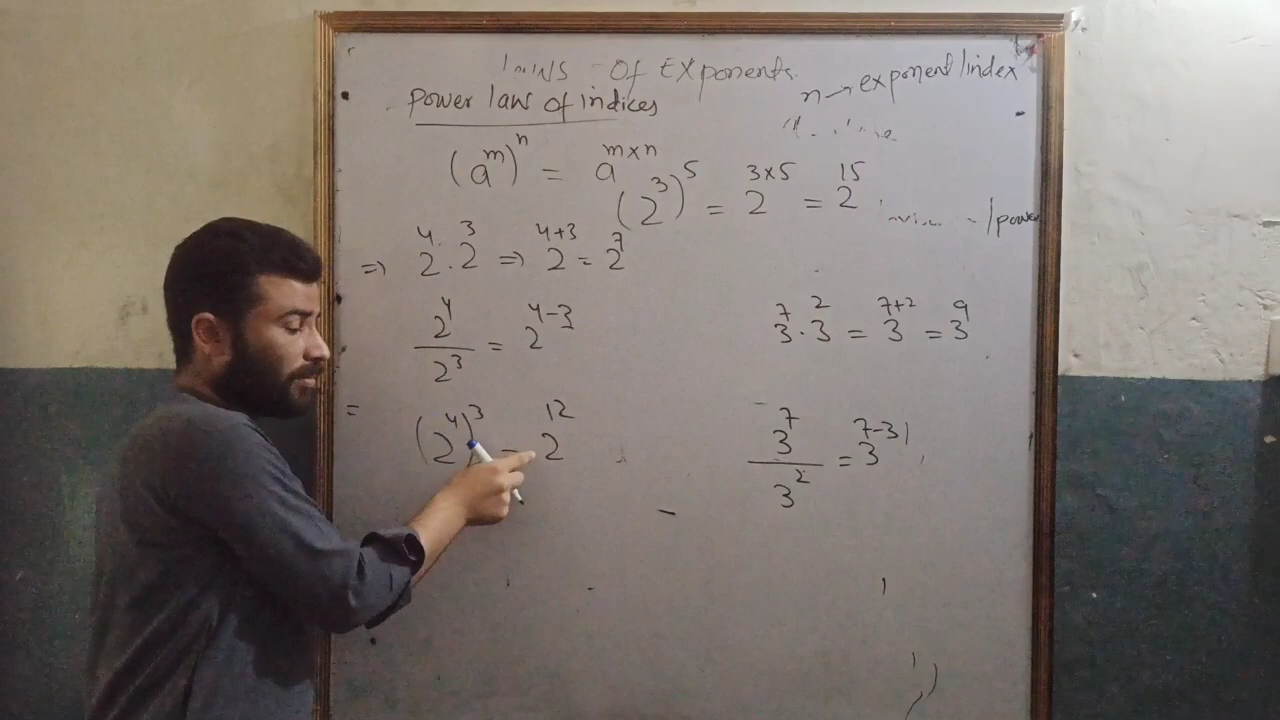 Laws of Exponents.
Power law of indices
n → exponent/index
(a^m)^n = a^{m×n}
(2^3)^5 = 2^{3×5} = 2^{15}
/power
⇒ 2^4 . 2^3 ⇒ 2^{4+3} = 2^7
2^4/2^3 = 2^{4-3}
3^7 . 3^2 = 3^{7+2} = 3^9
=
(2^4)^3 = 2^{12}
3^7/3^2 = 3^{7-3}